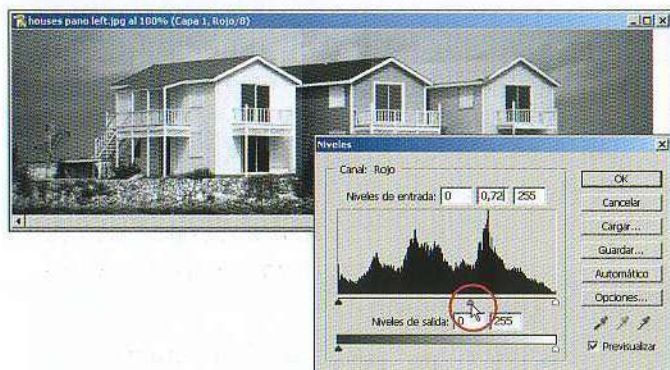 houses pano left.jpg al 100% (Capa 1, Rojo/8)
Niveles
Canal: Rojo
Niveles de entrada: 0 0,72 255
Niveles de salida: 0 255
OK
Cancelar
Cargar...
Guardar...
Automático
Opciones...
Previsualizar